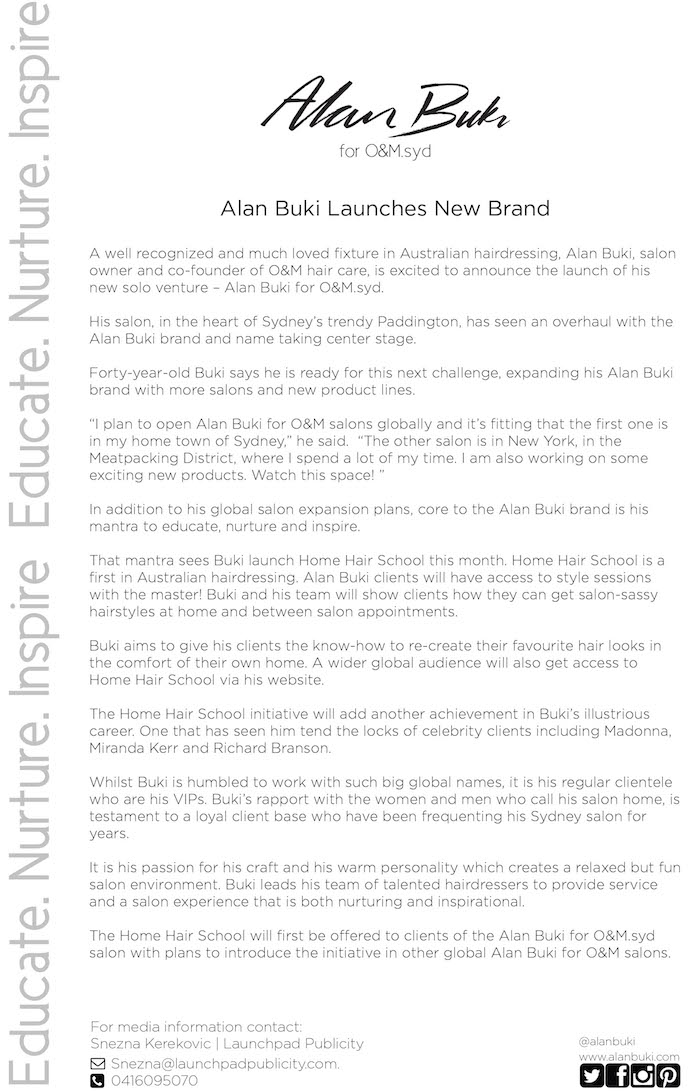 Educate. Nurture. Inspire   Educate. Nurture. Inspire
Alan Buki
for O&M.syd
Alan Buki Launches New Brand
A well recognized and much loved fixture in Australian hairdressing, Alan Buki, salon
owner and co-founder of O&M hair care, is excited to announce the launch of his
new solo venture – Alan Buki for O&M.syd.
His salon, in the heart of Sydney’s trendy Paddington, has seen an overhaul with the
Alan Buki brand and name taking center stage.
Forty-year-old Buki says he is ready for this next challenge, expanding his Alan Buki
brand with more salons and new product lines.
“I plan to open Alan Buki for O&M salons globally and it’s fitting that the first one is
in my home town of Sydney,” he said.  “The other salon is in New York, in the
Meatpacking District, where I spend a lot of my time. I am also working on some
exciting new products. Watch this space! ”
In addition to his global salon expansion plans, core to the Alan Buki brand is his
mantra to educate, nurture and inspire.
That mantra sees Buki launch Home Hair School this month. Home Hair School is a
first in Australian hairdressing. Alan Buki clients will have access to style sessions
with the master! Buki and his team will show clients how they can get salon-sassy
hairstyles at home and between salon appointments.
Buki aims to give his clients the know-how to re-create their favourite hair looks in
the comfort of their own home. A wider global audience will also get access to
Home Hair School via his website.
The Home Hair School initiative will add another achievement in Buki’s illustrious
career. One that has seen him tend the locks of celebrity clients including Madonna,
Miranda Kerr and Richard Branson.
Whilst Buki is humbled to work with such big global names, it is his regular clientele
who are his VIPs. Buki’s rapport with the women and men who call his salon home, is
testament to a loyal client base who have been frequenting his Sydney salon for
years.
It is his passion for his craft and his warm personality which creates a relaxed but fun
salon environment. Buki leads his team of talented hairdressers to provide service
and a salon experience that is both nurturing and inspirational.
The Home Hair School will first be offered to clients of the Alan Buki for O&M.syd
salon with plans to introduce the initiative in other global Alan Buki for O&M salons.
For media information contact:
Snezna Kerekovic | Launchpad Publicity
Snezna@launchpadpublicity.com.
0416095070
@alanbuki
www.alanbuki.com